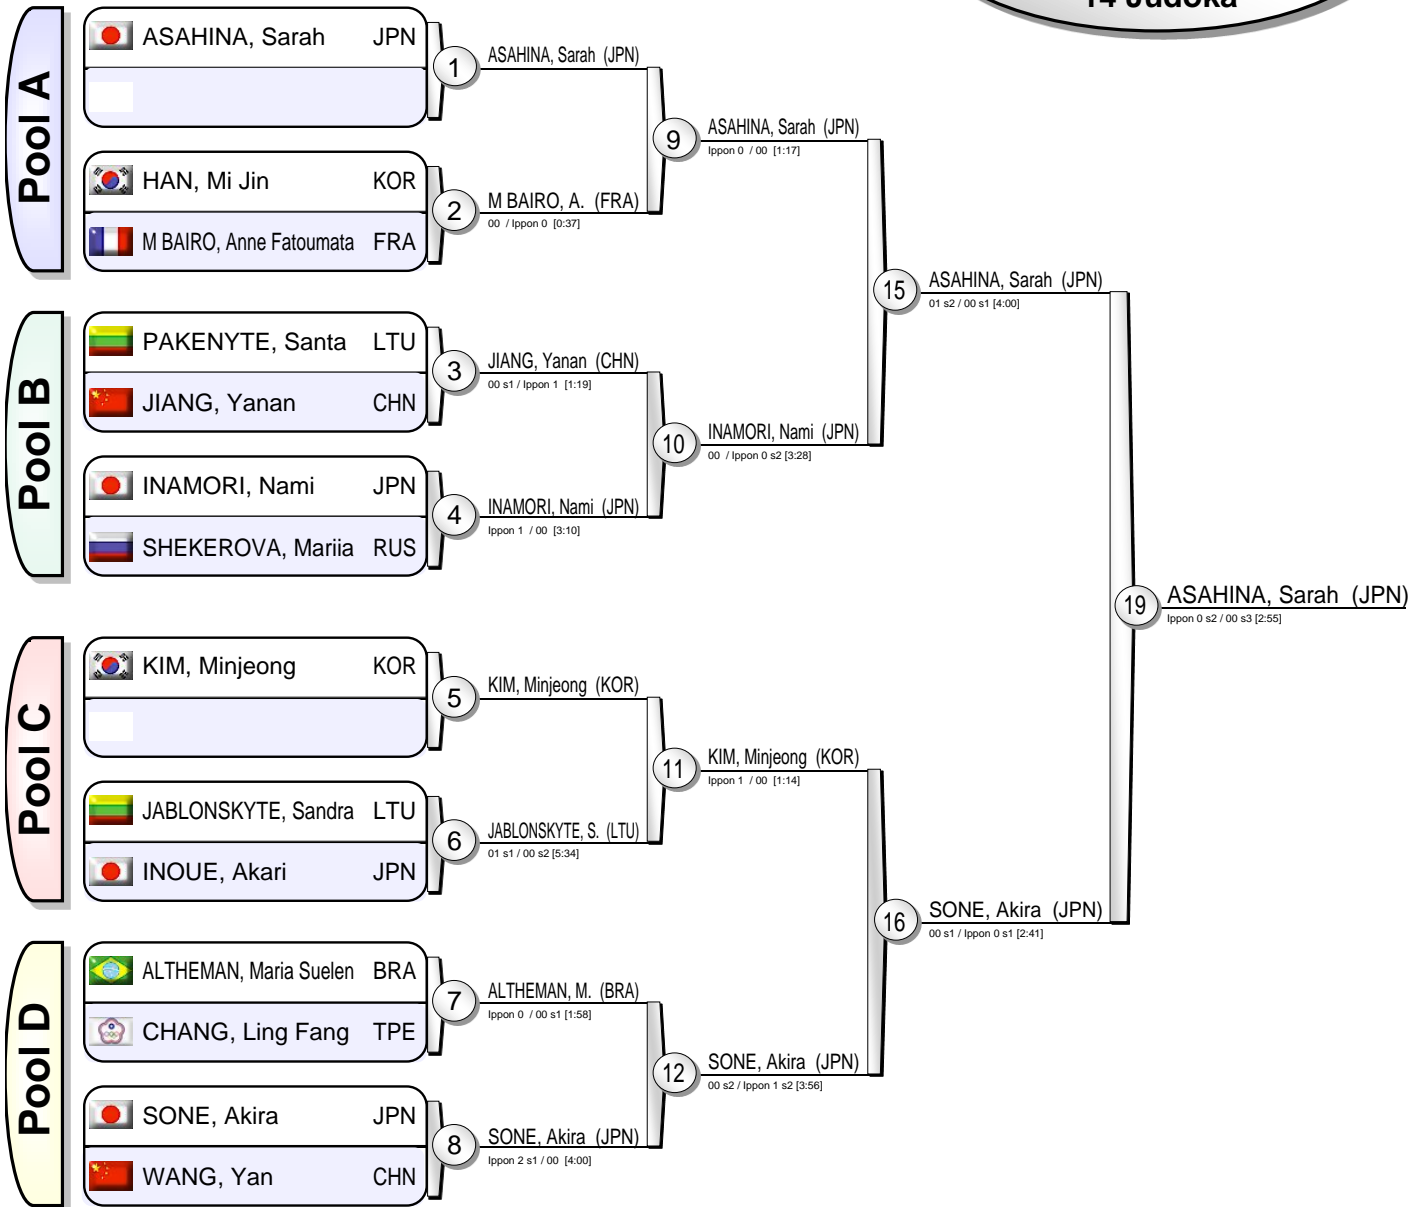 14 Judoka
Pool A
ASAHINA, Sarah JPN
HAN, Mi Jin KOR
M BAIRO, Anne Fatoumata FRA
1
ASAHINA, Sarah (JPN)
2
M BAIRO, A. (FRA)
00 / Ippon 0 [0:37]
9
ASAHINA, Sarah (JPN)
Ippon 0 / 00 [1:17]
Pool B
PAKENYTE, Santa LTU
JIANG, Yanan CHN
INAMORI, Nami JPN
SHEKEROVA, Mariia RUS
3
JIANG, Yanan (CHN)
00 s1 / Ippon 1 [1:19]
4
INAMORI, Nami (JPN)
Ippon 1 / 00 [3:10]
10
INAMORI, Nami (JPN)
00 / Ippon 0 s2 [3:28]
15
ASAHINA, Sarah (JPN)
01 s2 / 00 s1 [4:00]
Pool C
KIM, Minjeong KOR
JABLONSKYTE, Sandra LTU
INOUE, Akari JPN
5
KIM, Minjeong (KOR)
6
JABLONSKYTE, S. (LTU)
01 s1 / 00 s2 [5:34]
11
KIM, Minjeong (KOR)
Ippon 1 / 00 [1:14]
Pool D
ALTHEMAN, Maria Suelen BRA
CHANG, Ling Fang TPE
SONE, Akira JPN
WANG, Yan CHN
7
ALTHEMAN, M. (BRA)
Ippon 0 / 00 s1 [1:58]
8
SONE, Akira (JPN)
Ippon 2 s1 / 00 [4:00]
12
SONE, Akira (JPN)
00 s2 / Ippon 1 s2 [3:56]
16
SONE, Akira (JPN)
00 s1 / Ippon 0 s1 [2:41]
19
ASAHINA, Sarah (JPN)
Ippon 0 s2 / 00 s3 [2:55]